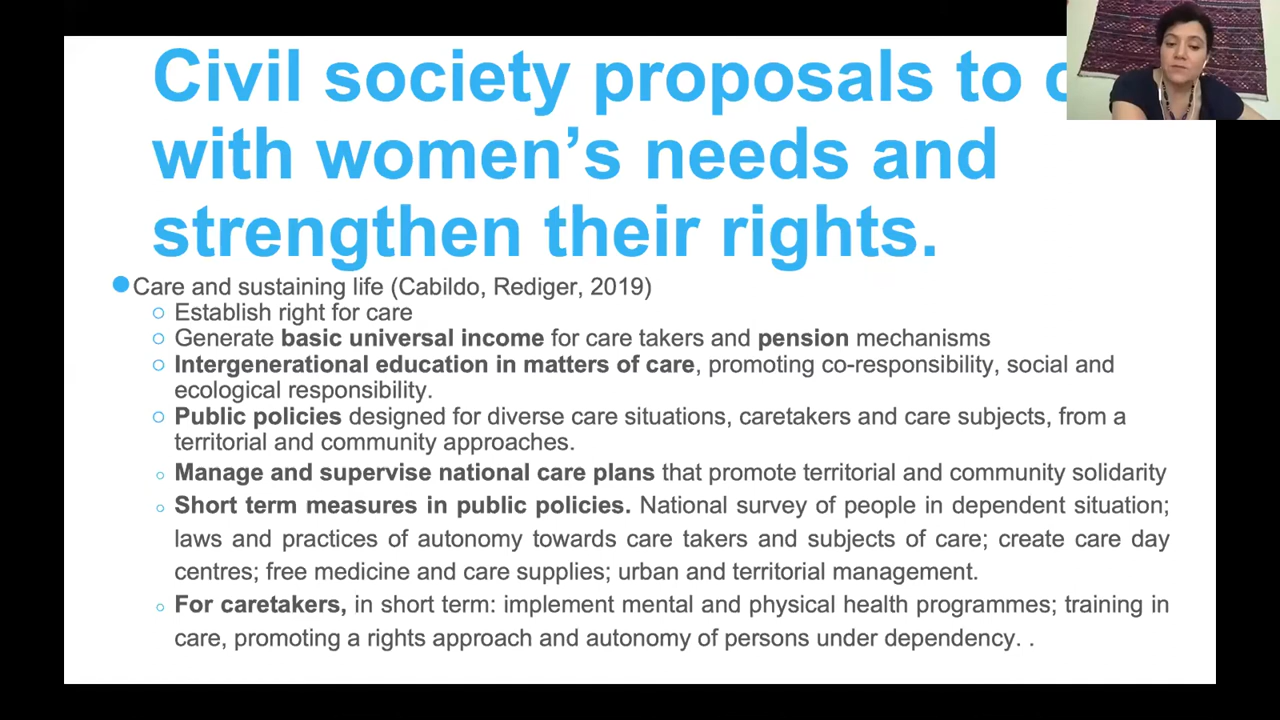 Civil society proposals to
with women’s needs and
strengthen their rights.
Care and sustaining life (Cabildo, Rediger, 2019)
Establish right for care
Generate basic universal income for care takers and pension mechanisms
Intergenerational education in matters of care, promoting co-responsibility, social and
ecological responsibility.
Public policies designed for diverse care situations, caretakers and care subjects, from a
territorial and community approaches.
Manage and supervise national care plans that promote territorial and community solidarity
Short term measures in public policies. National survey of people in dependent situation;
laws and practices of autonomy towards care takers and subjects of care; create care day
centres; free medicine and care supplies; urban and territorial management.
For caretakers, in short term: implement mental and physical health programmes; training in
care, promoting a rights approach and autonomy of persons under dependency. .